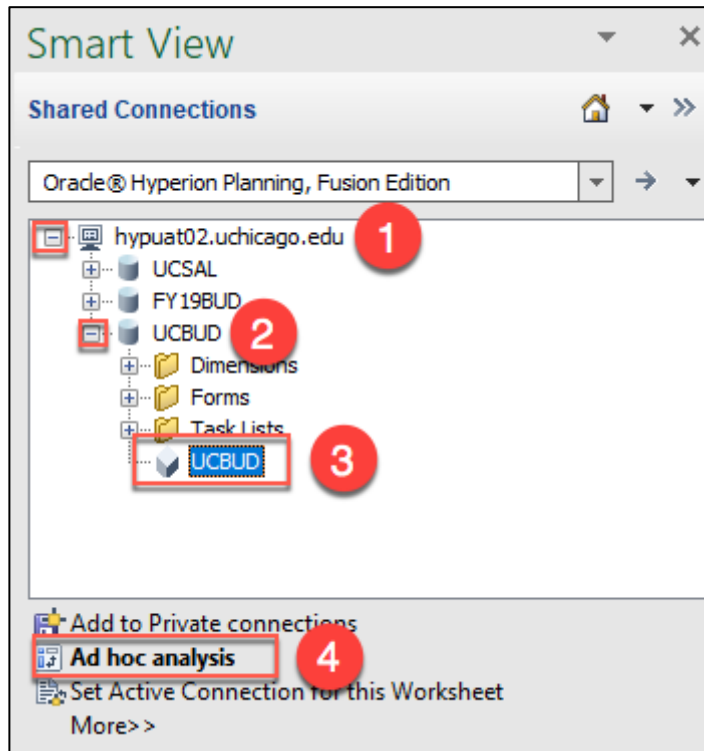 Smart View
Shared Connections
Oracle® Hyperion Planning, Fusion Edition
hypuat02.uchicago.edu 1
UCSAL
FY19BUD
UCBUD 2
Dimensions
Forms
Task Lists
UCBUD 3
Add to Private connections
Ad hoc analysis 4
Set Active Connection for this Worksheet
More>>